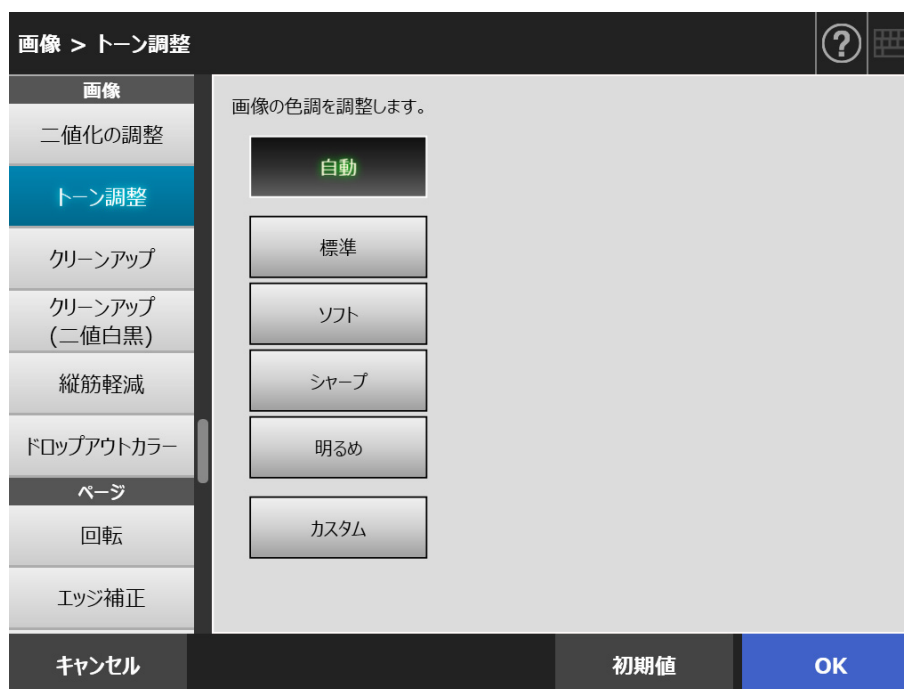 画像 > トーン調整
?
画像
二値化の調整
トーン調整
クリーンアップ
クリーンアップ
(二値白黒)
縦筋軽減
ドロップアウトカラー
ページ
回転
エッジ補正
画像の色調を調整します。
自動
標準
ソフト
シャープ
明るめ
カスタム
キャンセル
初期値
OK